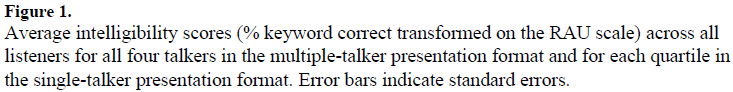 Figure 1.
Average intelligibility scores (% keyword correct transformed on the RAU scale) across all
listeners for all four talkers in the multiple-talker presentation format and for each quartile in
the single-talker presentation format. Error bars indicate standard errors.